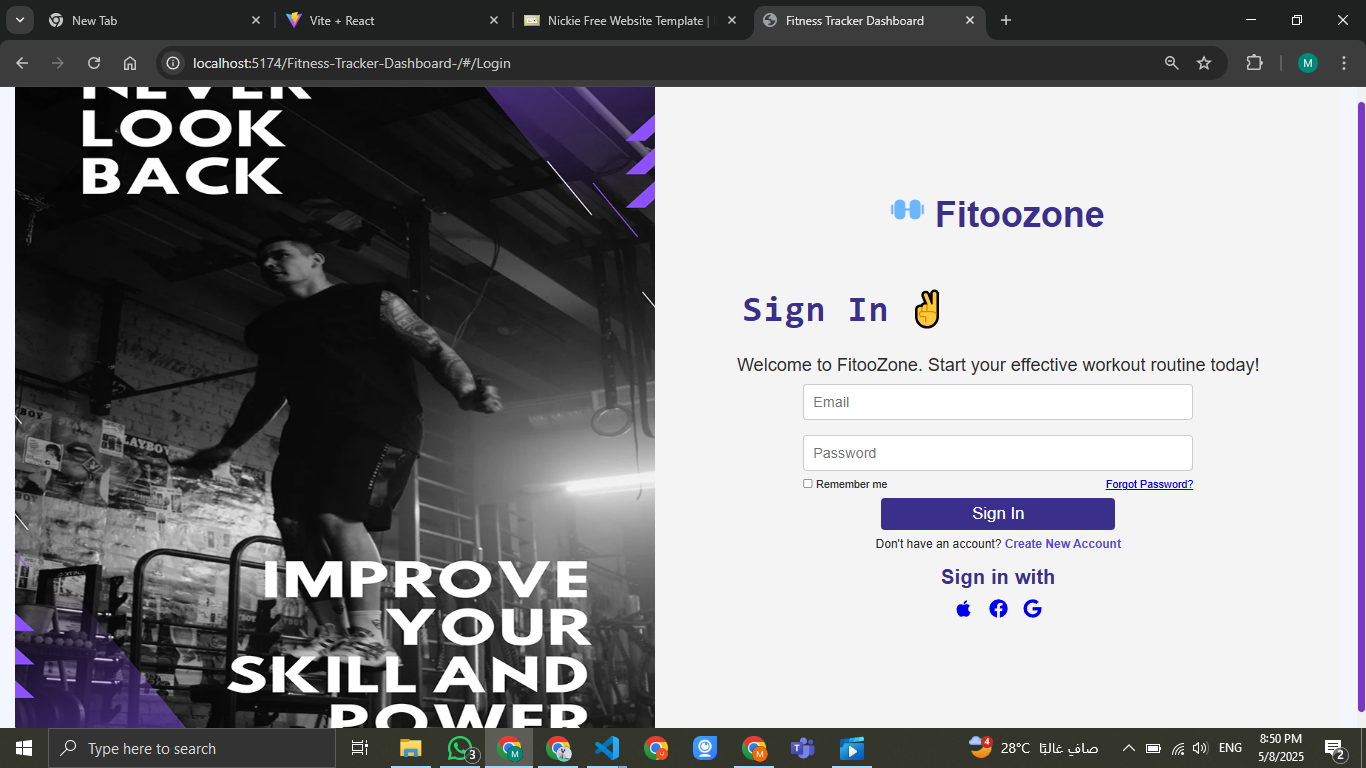 New Tab
Vite + React
Nickie Free Website Template |
Fitness Tracker Dashboard
localhost:5174/Fitness-Tracker-Dashboard-/#/Login
M
NEVER
LOOK
BACK
PLAYBOY
IMPROVE
YOUR
SKILL AND
POWER
Fitoozone
Sign In ✌
Welcome to FitooZone. Start your effective workout routine today!
Email
Password
Remember me
Forgot Password?
Sign In
Don't have an account? Create New Account
Sign in with
Type here to search
3
4
28°C صافٍ غالبًا
ENG
8:50 PM
5/8/2025
2